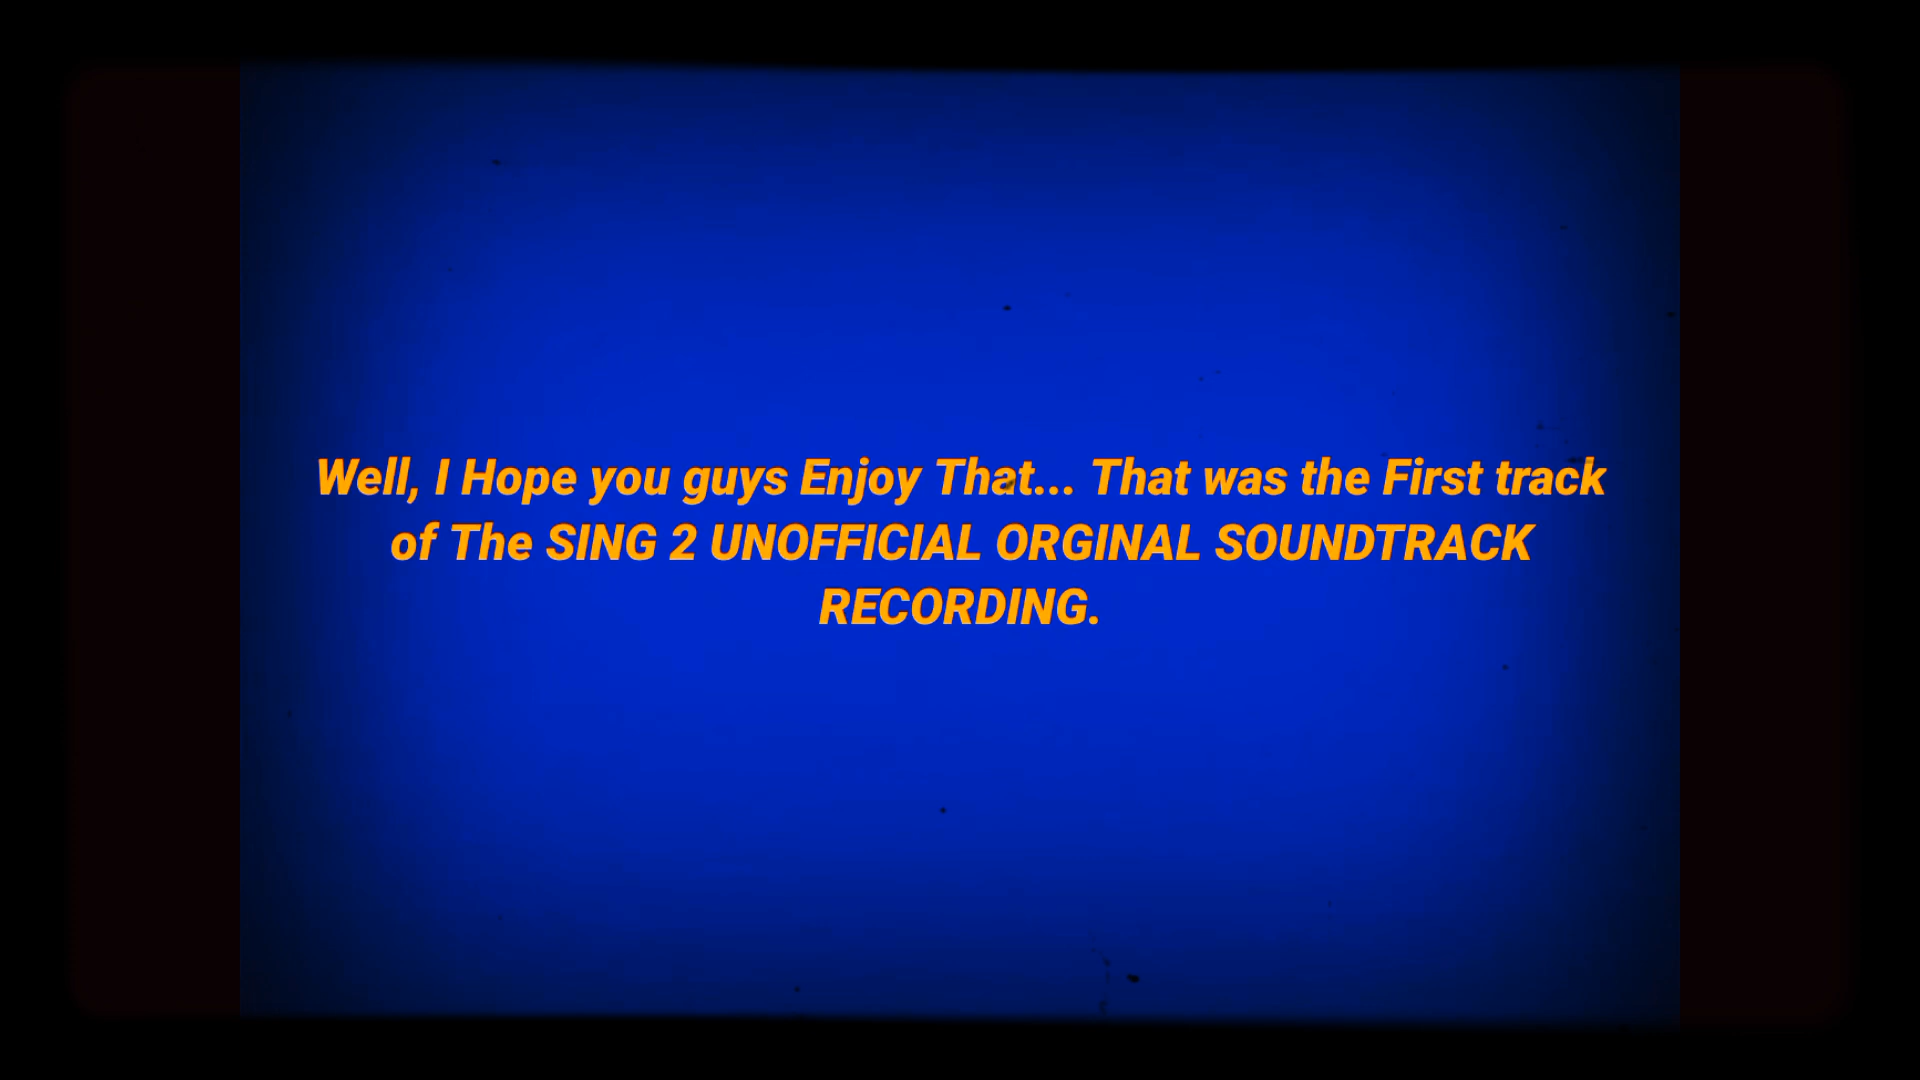 Well, I Hope you guys Enjoy That... That was the First track
of The SING 2 UNOFFICIAL ORGINAL SOUNDTRACK
RECORDING.